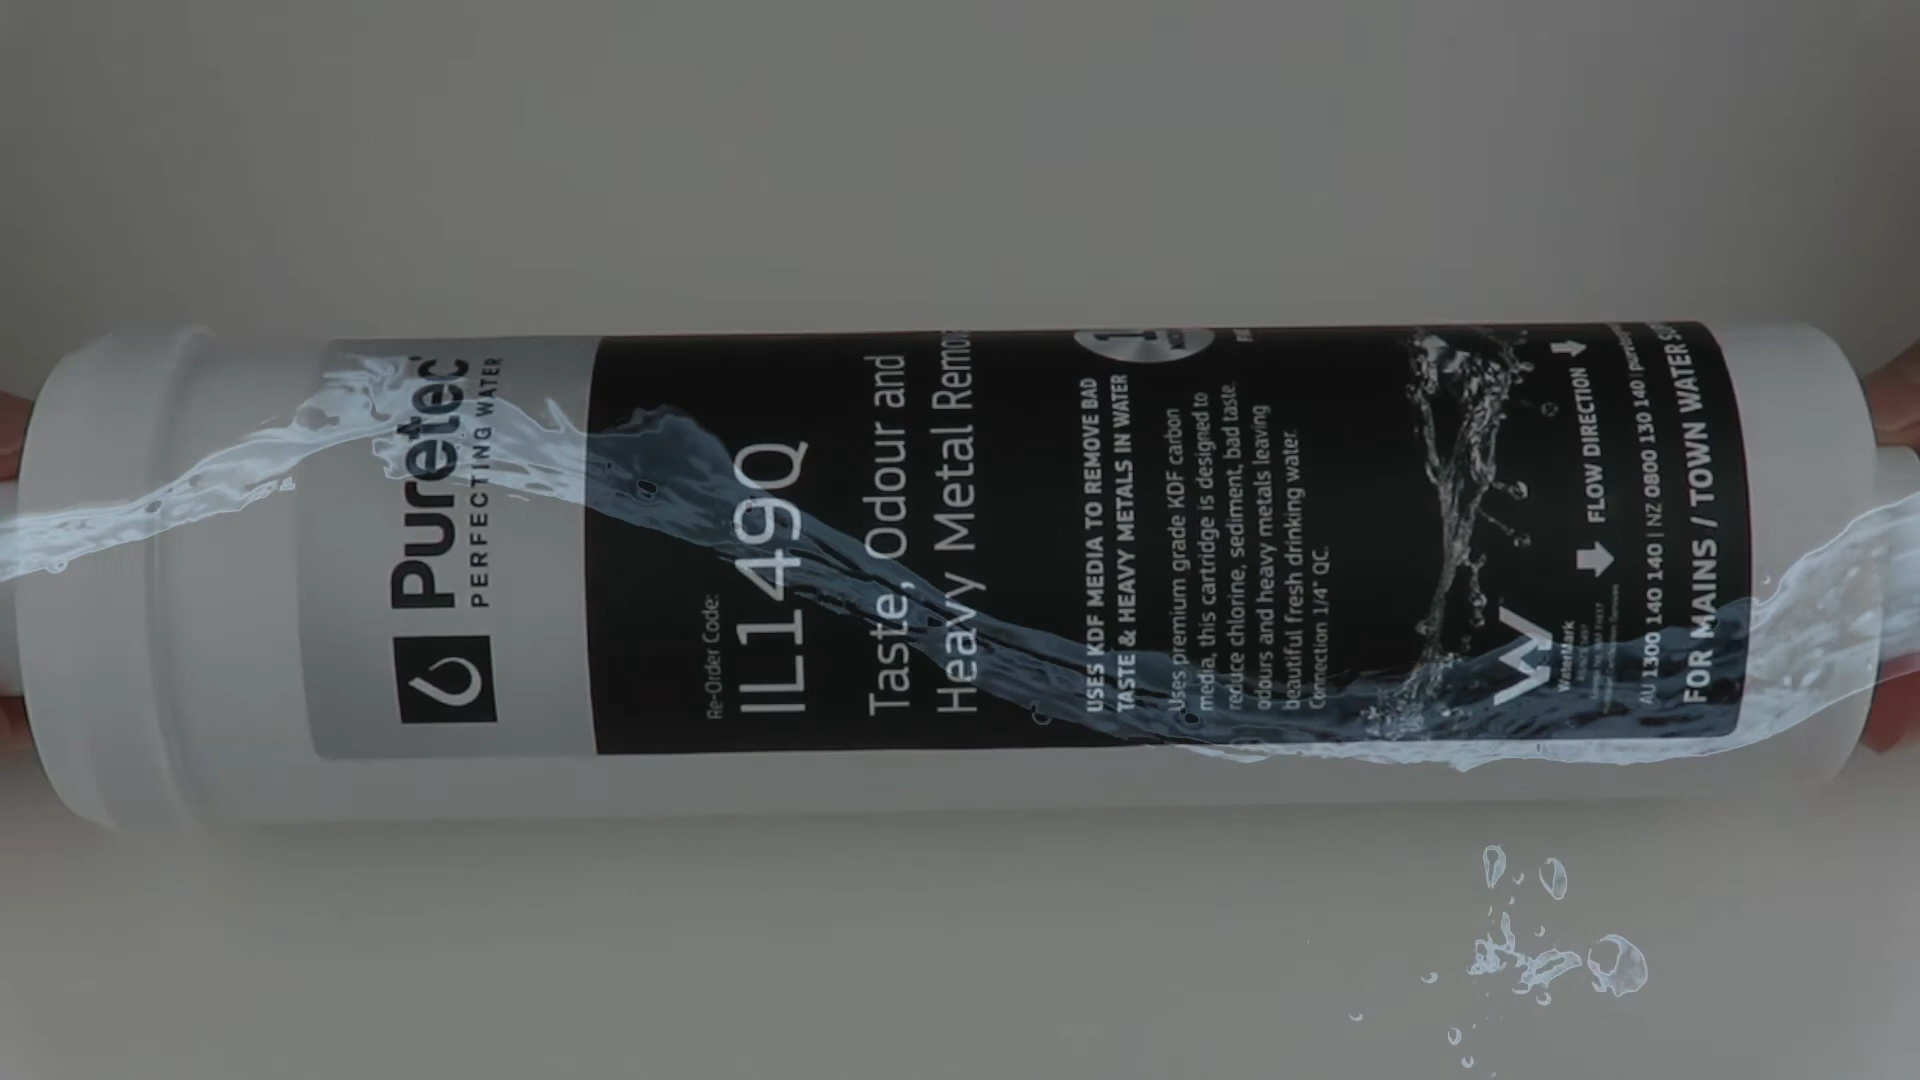 Puretec
PERFECTING WATER
Re-Order Code:
IL149Q
Taste, Odour and
Heavy Metal
USES KDF MEDIA TO REMOVE BAD
TASTE & HEAVY METALS IN WATER
Uses premium grade KDF carbon
media, this cartridge is designed to
reduce chlorine, sediment, bad taste,
odours and heavy metals leaving
beautiful fresh drinking water.
Connection 1/4" QC.
WaterMark
FLOW DIRECTION
AU 1300 140 140 | NZ 0800 130 140
FOR MAINS / TOWN WATER